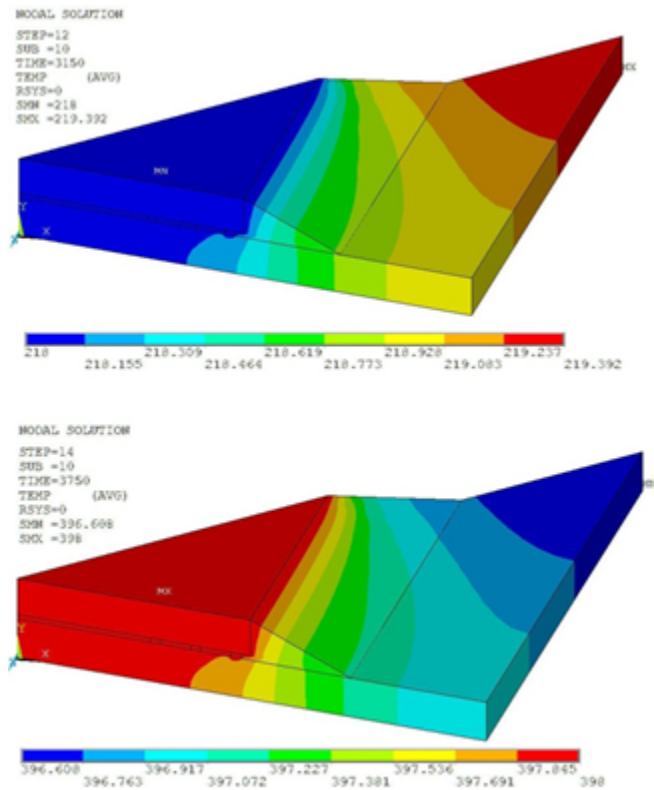 NODAL SOLUTION
STEP=12
SUB =10
TIME=3150
TEMP (AVG)
RSYS=0
SMN =218
SMX =219.392
MN
Y
X
218 218.309 218.619 218.928 219.237
218.155 218.464 218.773 219.083 219.392
NODAL SOLUTION
STEP=14
SUB =10
TIME=3750
TEMP (AVG)
RSYS=0
SMN =396.608
SMX =398
MX
Y
X
396.608 396.917 397.227 397.536 397.845
396.763 397.072 397.381 397.691 398